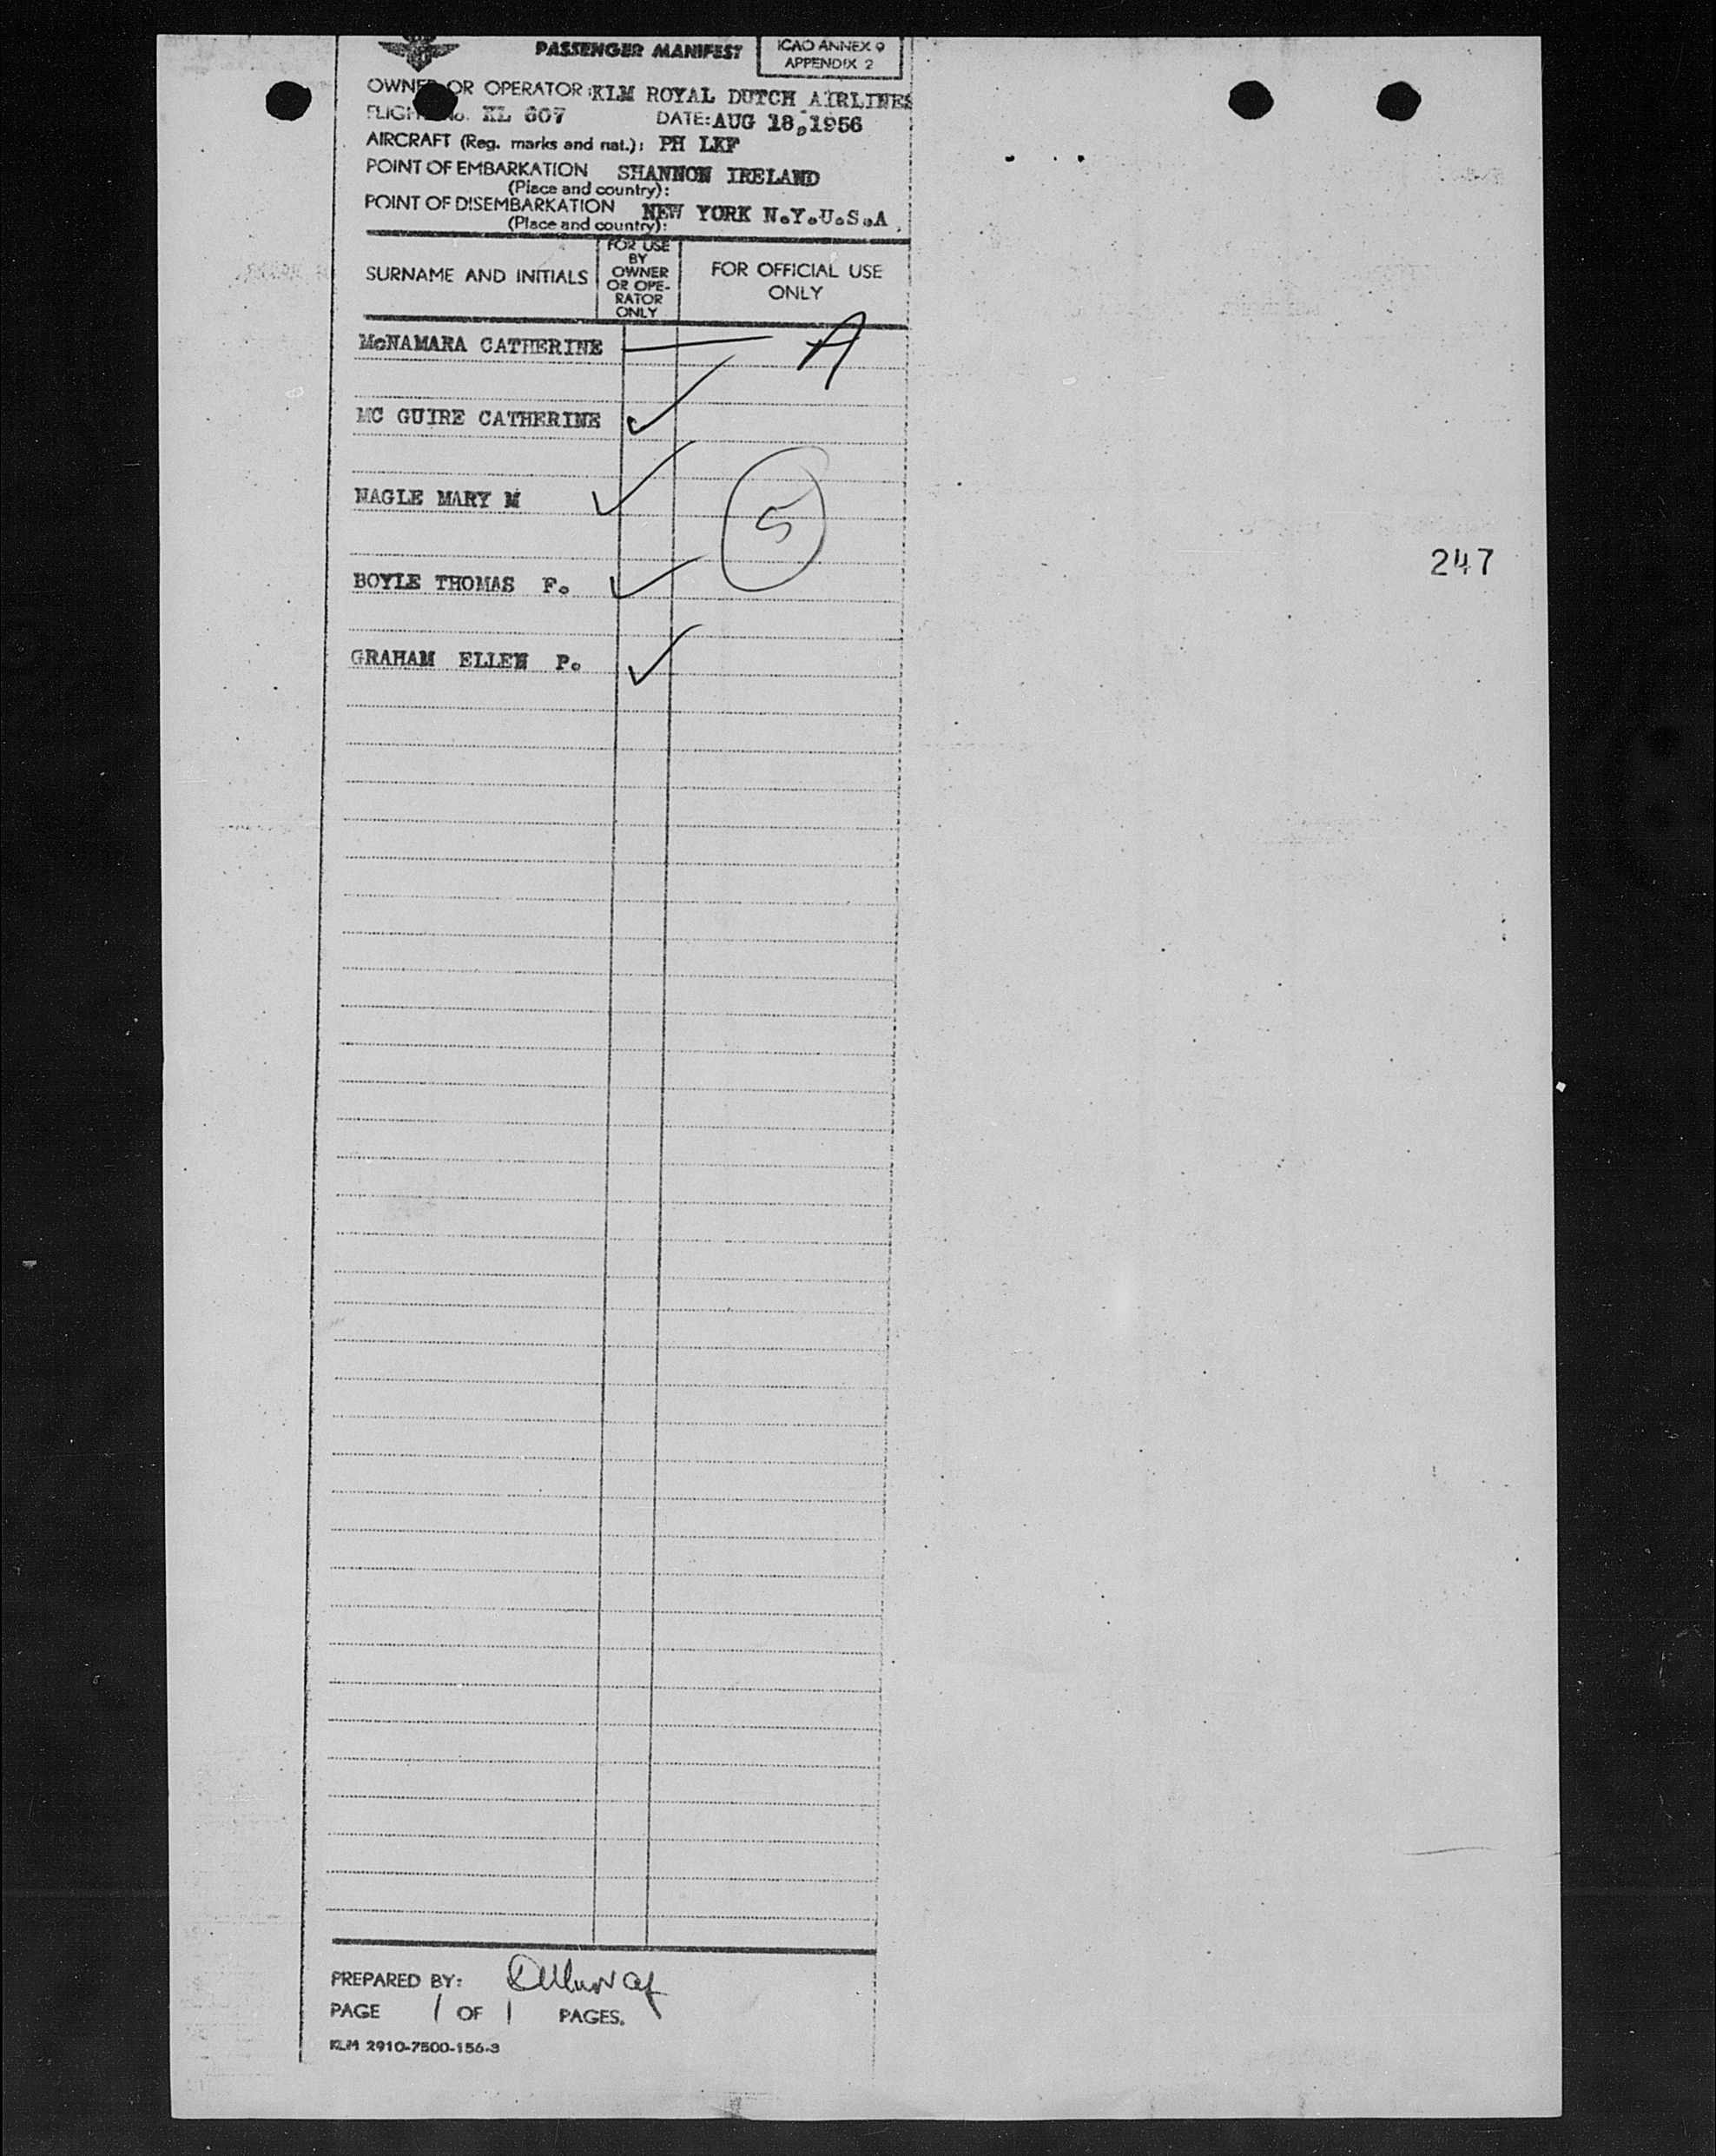 PASSENGER MANIFEST
ICAO ANNEX 9
APPENDIX 2
OWNER OR OPERATOR: KLM ROYAL DUTCH AIRLINES
FLIGHT No. KL 607 DATE: AUG 18, 1956
AIRCRAFT (Reg. marks and nat.): PH LKF
POINT OF EMBARKATION SHANNON IRELAND
(Place and country):
POINT OF DISEMBARKATION NEW YORK N.Y.U.S.A
(Place and country):
SURNAME AND INITIALS
FOR USE
BY
OWNER
OR OPE-
RATOR
ONLY
FOR OFFICIAL USE
ONLY
McNAMARA CATHERINE A
MC GUIRE CATHERINE
NAGLE MARY M
5
247
BOYLE THOMAS F.
GRAHAM ELLEN P.
PREPARED BY:
PAGE 1 OF 1 PAGES.
KLM 2910-7500-156-3